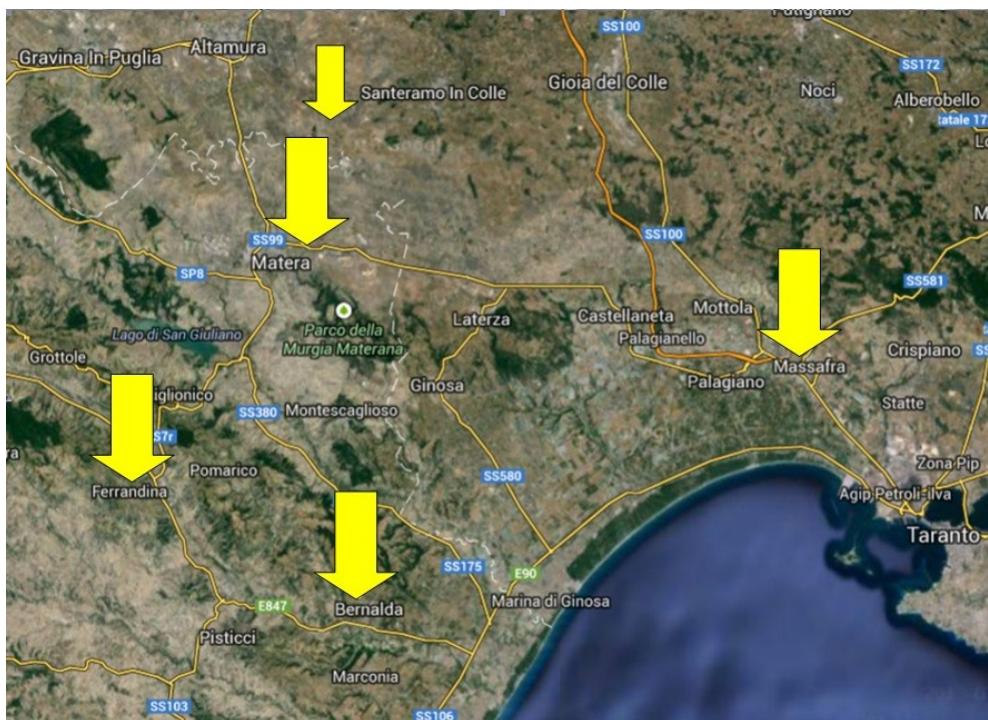 Putignano
SS100
Altamura
Gravina In Puglia
SS172
Gioia del Colle
Santeramo In Colle
Noci
Alberobello
SS100
SS99
Matera
SP8
SS581
Mottola
Castellaneta
Laterza
Lago di San Giuliano
Parco della
Murgia Materana
Palagianello
Grottole
Crispiano
Massafra
Palagiano
Ginosa
iglionico
Montescaglioso
SS380
Statte
S7r
Pomarico
Zona Pip
SS580
Ferrandina
Agip Petroli-ilva
Taranto
SS175
E90
Marina di Ginosa
E847
Bernalda
Pisticci
Marconia
SS103
SS106